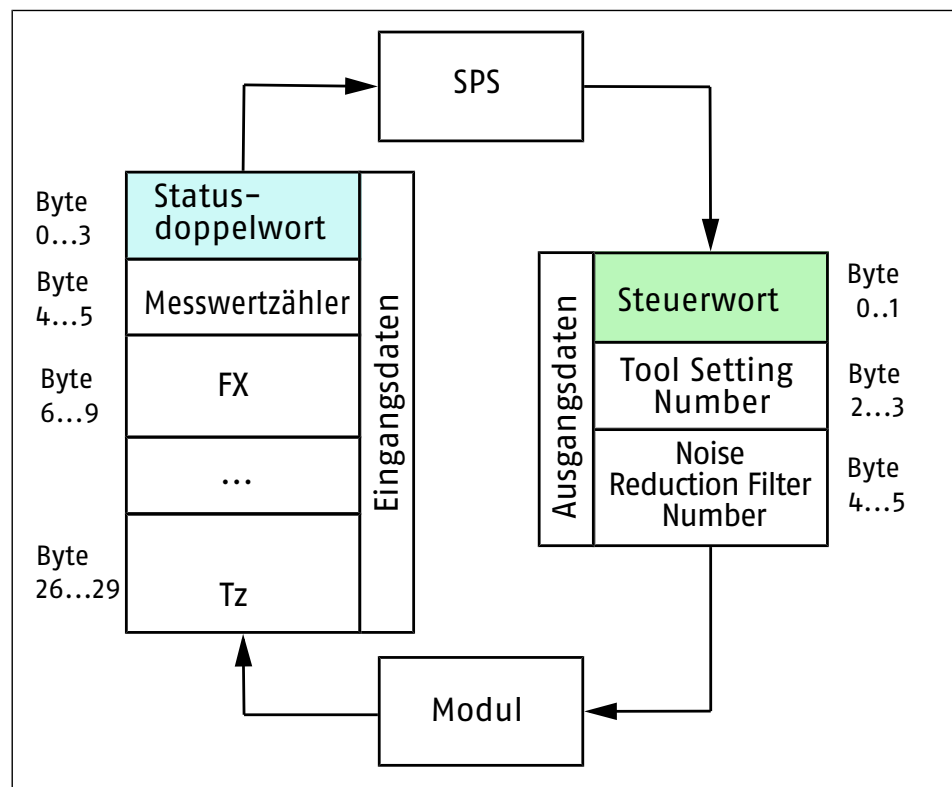 SPS
Byte
0...3
Status-
doppelwort
Byte
4...5
Messwertzähler
Byte
6...9
FX
...
Byte
26...29
Tz
Eingangsdaten
Ausgangsdaten
Steuerwort
Byte
0..1
Tool Setting
Number
Byte
2...3
Noise
Reduction Filter
Number
Byte
4...5
Modul